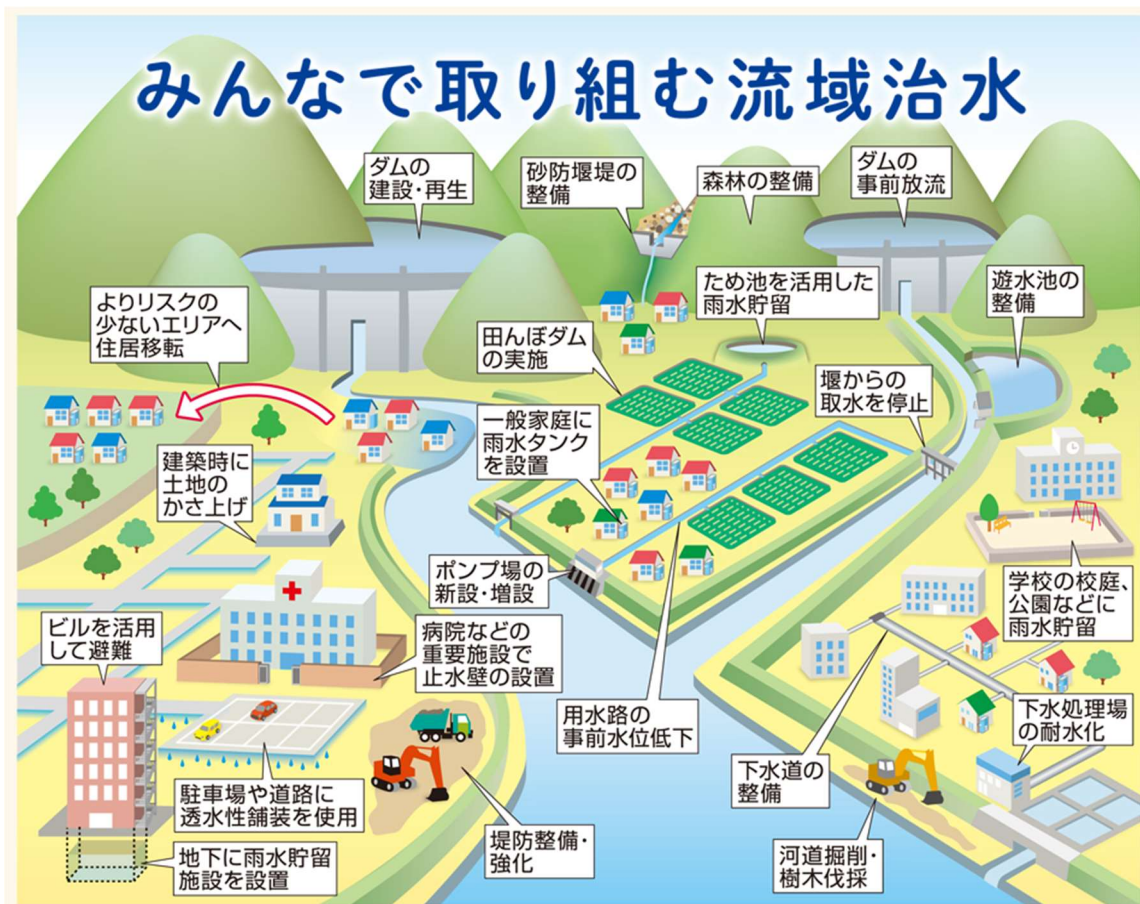 みんなで取り組む流域治水
ダムの
建設・再生
砂防堰堤の
整備
森林の整備
ダムの
事前放流
よりリスクの
少ないエリアへ
住居移転
ため池を活用した
雨水貯留
遊水池の
整備
田んぼダム
の実施
堰からの
取水を停止
一般家庭に
雨水タンク
を設置
建築時に
土地の
かさ上げ
ポンプ場の
新設・増設
学校の校庭、
公園などに
雨水貯留
ビルを活用
して避難
病院などの
重要施設で
止水壁の設置
用水路の
事前水位低下
下水処理場
の耐水化
下水道の
整備
駐車場や道路に
透水性舗装を使用
堤防整備・
強化
河道掘削・
樹木伐採
地下に雨水貯留
施設を設置